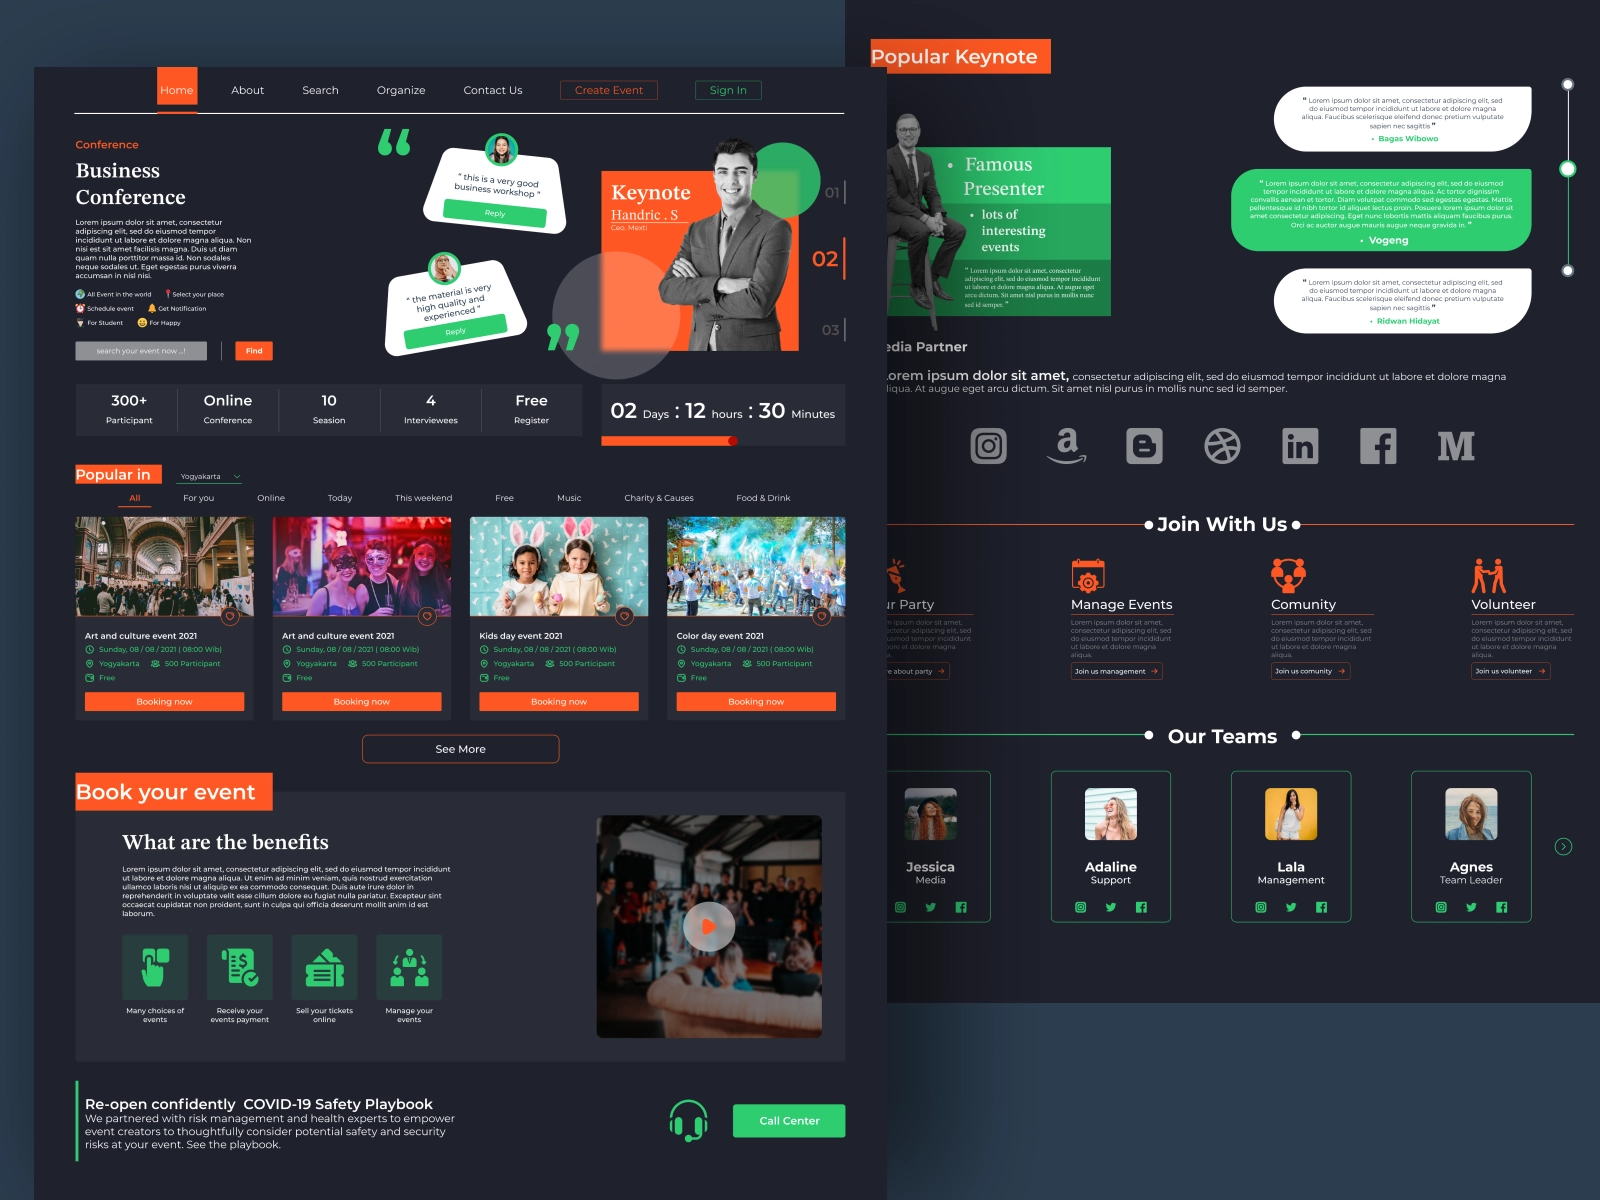 Home
About
Search
Organize
Contact Us
Create Event
Sign In
Conference
Business
Conference
Lorem ipsum dolor sit amet, consectetur
adipiscing elit, sed do eiusmod tempor
incididunt ut labore et dolore magna aliqua. Non
nisi est sit amet facilisis magna. Duis ut diam
quam nulla porttitor massa id. Non sodales
neque sodales ut. Eget egestas purus viverra
accumsan in nisl nisi.
All Event in the world
Select your place
Schedule event
Get Notification
For Student
For Happy
search your event now ..!
Find
“
“ this is a very good
business workshop ”
Reply
“ the material is very
high quality and
experienced ”
Reply
”
Keynote
Handric . S
Ceo. Mexti
01
02
03
300+
Participant
Online
Conference
10
Seasion
4
Interviewees
Free
Register
02 Days : 12 hours : 30 Minutes
Popular in
Yogyakarta
All
For you
Online
Today
This weekend
Free
Music
Charity & Causes
Food & Drink
Art and culture event 2021
Sunday, 08 / 08 / 2021 ( 08:00 Wib)
Yogyakarta
500 Participant
Free
Booking now
Art and culture event 2021
Sunday, 08 / 08 / 2021 ( 08:00 Wib)
Yogyakarta
500 Participant
Free
Booking now
Kids day event 2021
Sunday, 08 / 08 / 2021 ( 08:00 Wib)
Yogyakarta
500 Participant
Free
Booking now
Color day event 2021
Sunday, 08 / 08 / 2021 ( 08:00 Wib)
Yogyakarta
500 Participant
Free
Booking now
See More
Book your event
What are the benefits
Lorem ipsum dolor sit amet, consectetur adipiscing elit, sed do eiusmod tempor incididunt
ut labore et dolore magna aliqua. Ut enim ad minim veniam, quis nostrud exercitation
ullamco laboris nisi ut aliquip ex ea commodo consequat. Duis aute irure dolor in
reprehenderit in voluptate velit esse cillum dolore eu fugiat nulla pariatur. Excepteur sint
occaecat cupidatat non proident, sunt in culpa qui officia deserunt mollit anim id est
laborum.
Many choices of
events
Receive your
events payment
Sell your tickets
online
Manage your
events
Re-open confidently COVID-19 Safety Playbook
We partnered with risk management and health experts to empower
event creators to thoughtfully consider potential safety and security
risks at your event. See the playbook.
Call Center
Popular Keynote
• Famous
Presenter
• lots of
interesting
events
“ Lorem ipsum dolor sit amet, consectetur
adipiscing elit, sed do eiusmod tempor
incididunt ut labore et dolore magna
aliqua. At augue eget arcu dictum. Sit amet nisl purus in mollis nunc
sed id semper. ”
“ Lorem ipsum dolor sit amet, consectetur adipiscing elit, sed
do eiusmod tempor incididunt ut labore et dolore magna
aliqua. Faucibus scelerisque eleifend donec pretium vulputate
sapien nec sagittis ”
• Bagas Wibowo
“ Lorem ipsum dolor sit amet, consectetur adipiscing elit, sed do eiusmod
tempor incididunt ut labore et dolore magna aliqua. Ac tortor dignissim
convallis aenean et tortor. Diam volutpat commodo sed egestas egestas. Mattis
pellentesque id nibh tortor id aliquet lectus proin. Posuere lorem ipsum dolor sit
amet consectetur adipiscing. Eget nunc lobortis mattis aliquam faucibus purus.
Orci ac auctor augue mauris augue neque gravida in. ”
• Vogeng
“ Lorem ipsum dolor sit amet, consectetur adipiscing elit, sed
do eiusmod tempor incididunt ut labore et dolore magna
aliqua. Faucibus scelerisque eleifend donec pretium vulputate
sapien nec sagittis ”
• Ridwan Hidayat
edia Partner
orem ipsum dolor sit amet, consectetur adipiscing elit, sed do eiusmod tempor incididunt ut labore et dolore magna
liqua. At augue eget arcu dictum. Sit amet nisl purus in mollis nunc sed id semper.
Join With Us
ur Party
e about party
Manage Events
Lorem ipsum dolor sit amet,
consectetur adipiscing elit, sed
do eiusmod tempor incididunt
ut labore et dolore magna
aliqua.
Join us management
Comunity
Lorem ipsum dolor sit amet,
consectetur adipiscing elit, sed
do eiusmod tempor incididunt
ut labore et dolore magna
aliqua.
Join us comunity
Volunteer
Lorem ipsum dolor sit amet,
consectetur adipiscing elit, sed
do eiusmod tempor incididunt
ut labore et dolore magna
aliqua.
Join us volunteer
Our Teams
Jessica
Media
Adaline
Support
Lala
Management
Agnes
Team Leader